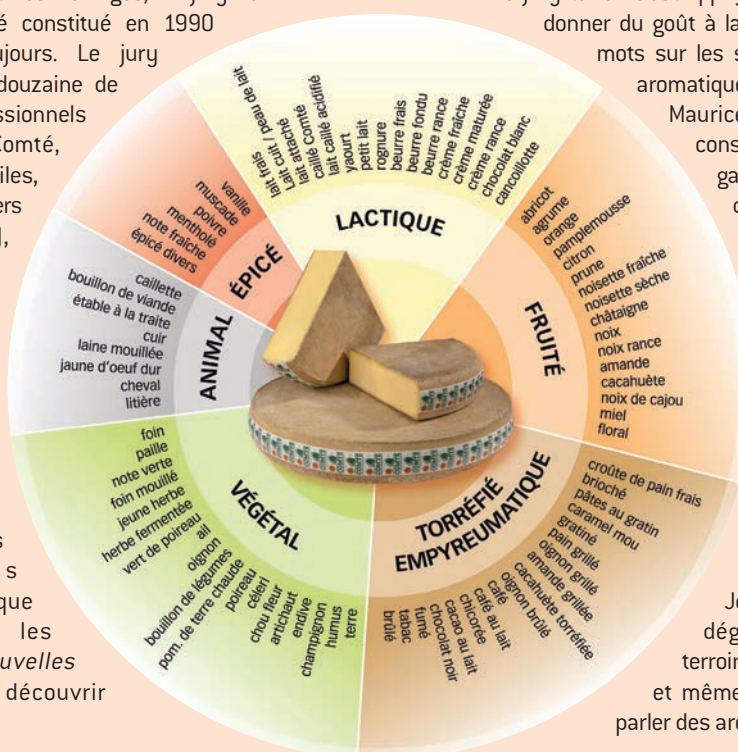 é constitué en 1990
ujours. Le jury
douzaine de
ssionnels
Comté,
iles,
ers
donner du goût à la
mots sur les s
aromatique
Maurice
cons
ga
LACTIQUE
lait frais / peau de lait
Lait cuit
lait attaché
caillé Comté
lait caillé acidifié
yaourt
petit lait
rognure
beurre frais
beurre fondu
beurre rance
crème fraîche
crème maturée
crème rance
chocolat blanc
cancoillotte
FRUITÉ
abricot
agrume
orange
pamplemousse
citron
prune
noisette fraîche
noisette sèche
châtaigne
noix
noix rance
amande
cacahuète
noix de cajou
miel
floral
TORRÉFIÉ
EMPYREUMATIQUE
croûte de pain frais
brioché
pâtes au gratin
caramel mou
gratiné
pain grillé
oignon grillé
amande grillée
cacahuète torréfiée
oignon brûlé
café
café au lait
chicorée
cacao au lait
chocolat noir
fumé
tabac
brûlé
VÉGÉTAL
foin
paille
note verte
foin mouillé
jeune herbe
herbe fermentée
vert de poireau
ail
oignon
bouillon de légumes
pom. de terre chaude
poireau
céleri
chou fleur
artichaut
endive
champignon
humus
terre
ANIMAL
caillette
bouillon de viande
étable à la traite
cuir
laine mouillée
jaune d'oeuf dur
cheval
litière
ÉPICÉ
vanille
muscade
poivre
mentholé
note fraîche
épicé divers
s
s
que
les
uvelles
découvrir
Je
dég
terroin
et même
parler des arc